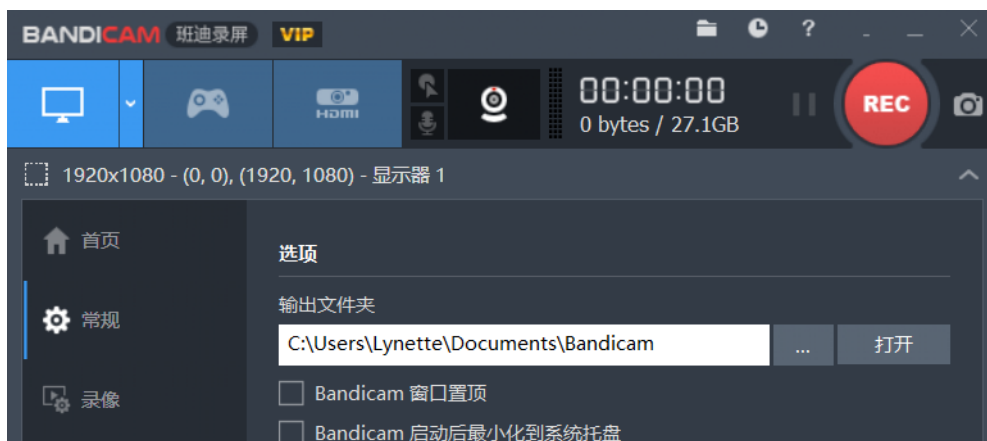 BANDICAM 班迪录屏 VIP ?
HDMI
00:00:00
0 bytes / 27.1GB
REC
1920x1080 - (0, 0), (1920, 1080) - 显示器 1
首页
选项
输出文件夹
常规
C:\Users\Lynette\Documents\Bandicam ... 打开
录像
Bandicam 窗口置顶
Bandicam 启动后最小化到系统托盘